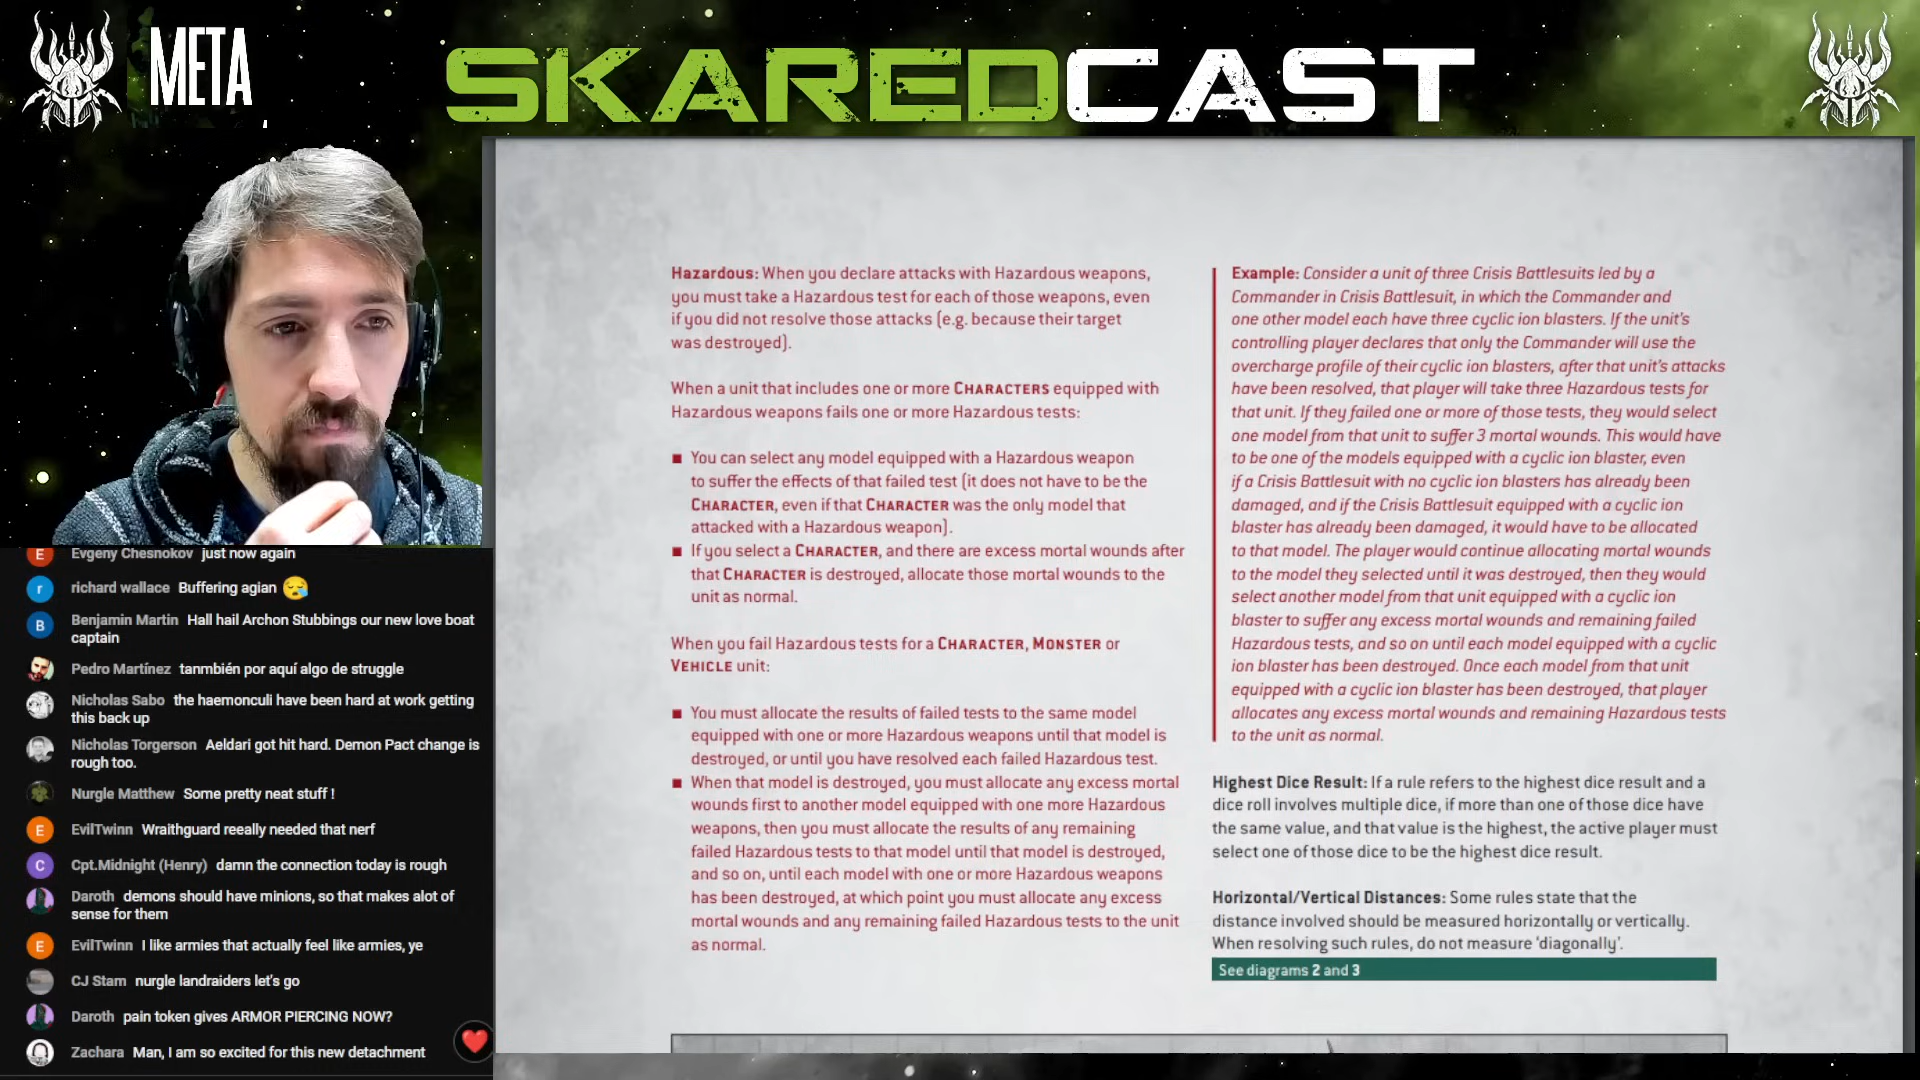 META
SKAREDCAST
Evgeny Chesnokov just now again
richard wallace Buffering agian
Benjamin Martin Hall hail Archon Stubbings our new love boat
captain
Pedro Martínez tanmbién por aquí algo de struggle
Nicholas Sabo the haemonculi have been hard at work getting
this back up
Nicholas Torgerson Aeldari got hit hard. Demon Pact change is
rough too.
Nurgle Matthew Some pretty neat stuff !
E EvilTwinn Wraithguard reeally needed that nerf
C Cpt.Midnight (Henry) damn the connection today is rough
Daroth demons should have minions, so that makes alot of
sense for them
E EvilTwinn I like armies that actually feel like armies, ye
CJ Stam nurgle landraiders let's go
Daroth pain token gives ARMOR PIERCING NOW?
Zachara Man, I am so excited for this new detachment
Hazardous: When you declare attacks with Hazardous weapons,
you must take a Hazardous test for each of those weapons, even
if you did not resolve those attacks (e.g. because their target
was destroyed).
When a unit that includes one or more CHARACTERS equipped with
Hazardous weapons fails one or more Hazardous tests:
■ You can select any model equipped with a Hazardous weapon
to suffer the effects of that failed test (it does not have to be the
CHARACTER, even if that CHARACTER was the only model that
attacked with a Hazardous weapon).
■ If you select a CHARACTER, and there are excess mortal wounds after
that CHARACTER is destroyed, allocate those mortal wounds to the
unit as normal.
When you fail Hazardous tests for a CHARACTER, MONSTER or
VEHICLE unit:
■ You must allocate the results of failed tests to the same model
equipped with one or more Hazardous weapons until that model is
destroyed, or until you have resolved each failed Hazardous test.
■ When that model is destroyed, you must allocate any excess mortal
wounds first to another model equipped with one more Hazardous
weapons, then you must allocate the results of any remaining
failed Hazardous tests to that model until that model is destroyed,
and so on, until each model with one or more Hazardous weapons
has been destroyed, at which point you must allocate any excess
mortal wounds and any remaining failed Hazardous tests to the unit
as normal.
Example: Consider a unit of three Crisis Battlesuits led by a
Commander in Crisis Battlesuit, in which the Commander and
one other model each have three cyclic ion blasters. If the unit's
controlling player declares that only the Commander will use the
overcharge profile of their cyclic ion blasters, after that unit's attacks
have been resolved, that player will take three Hazardous tests for
that unit. If they failed one or more of those tests, they would select
one model from that unit to suffer 3 mortal wounds. This would have
to be one of the models equipped with a cyclic ion blaster, even
if a Crisis Battlesuit with no cyclic ion blasters has already been
damaged, and if the Crisis Battlesuit equipped with a cyclic ion
blaster has already been damaged, it would have to be allocated
to that model. The player would continue allocating mortal wounds
to the model they selected until it was destroyed, then they would
select another model from that unit equipped with a cyclic ion
blaster to suffer any excess mortal wounds and remaining failed
Hazardous tests, and so on until each model equipped with a cyclic
ion blaster has been destroyed. Once each model from that unit
equipped with a cyclic ion blaster has been destroyed, that player
allocates any excess mortal wounds and remaining Hazardous tests
to the unit as normal.
Highest Dice Result: If a rule refers to the highest dice result and a
dice roll involves multiple dice, if more than one of those dice have
the same value, and that value is the highest, the active player must
select one of those dice to be the highest dice result.
Horizontal/Vertical Distances: Some rules state that the
distance involved should be measured horizontally or vertically.
When resolving such rules, do not measure 'diagonally'.
See diagrams 2 and 3